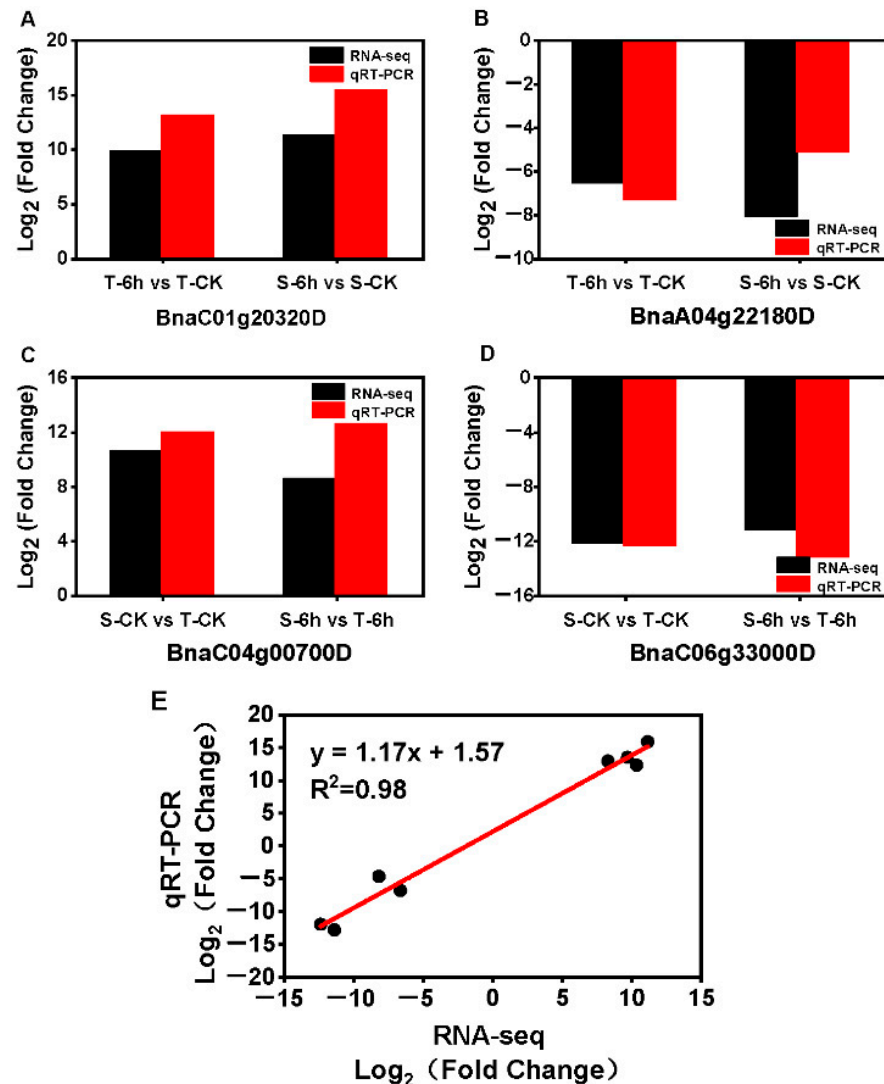 A
20
15
10
5
0
Log2 (Fold Change)
RNA-seq
qRT-PCR
T-6h vs T-CK
S-6h vs S-CK
BnaC01g20320D
B
0
−2
−4
−6
−8
−10
Log2 (Fold Change)
RNA-seq
qRT-PCR
T-6h vs T-CK
S-6h vs S-CK
BnaA04g22180D
C
16
12
8
4
0
Log2 (Fold Change)
RNA-seq
qRT-PCR
S-CK vs T-CK
S-6h vs T-6h
BnaC04g00700D
D
0
−4
−8
−12
−16
Log2 (Fold Change)
RNA-seq
qRT-PCR
S-CK vs T-CK
S-6h vs T-6h
BnaC06g33000D
E
20
15
10
5
0
−5
−10
−15
−20
qRT-PCR
Log2（Fold Change）
y = 1.17x + 1.57
R²=0.98
−15
−10
−5
0
5
10
15
RNA-seq
Log2（Fold Change）